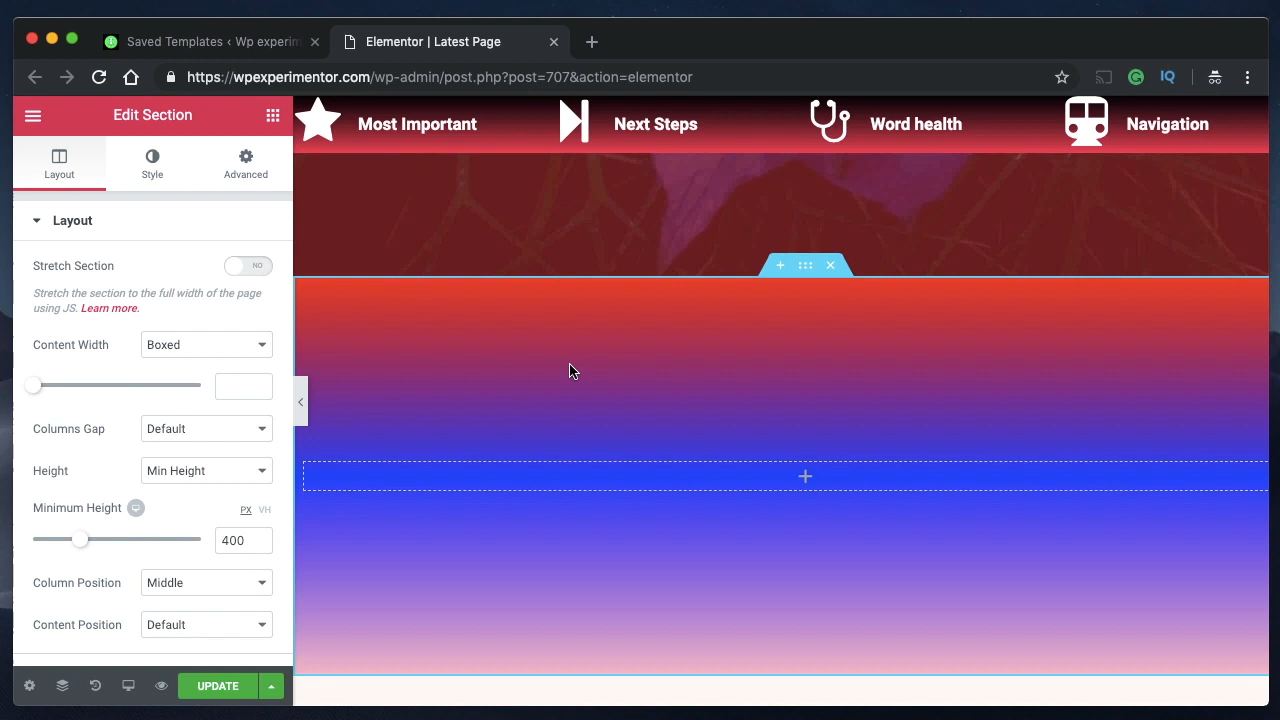 Saved Templates ‹ Wp experim
Elementor | Latest Page
https://wpexperimentor.com/wp-admin/post.php?post=707&action=elementor
IQ
Edit Section
Most Important
Next Steps
Word health
Navigation
Layout
Style
Advanced
Layout
Stretch Section
NO
Stretch the section to the full width of the page
using JS. Learn more.
Content Width
Boxed
Columns Gap
Default
Height
Min Height
Minimum Height
PX VH
400
Column Position
Middle
Content Position
Default
UPDATE